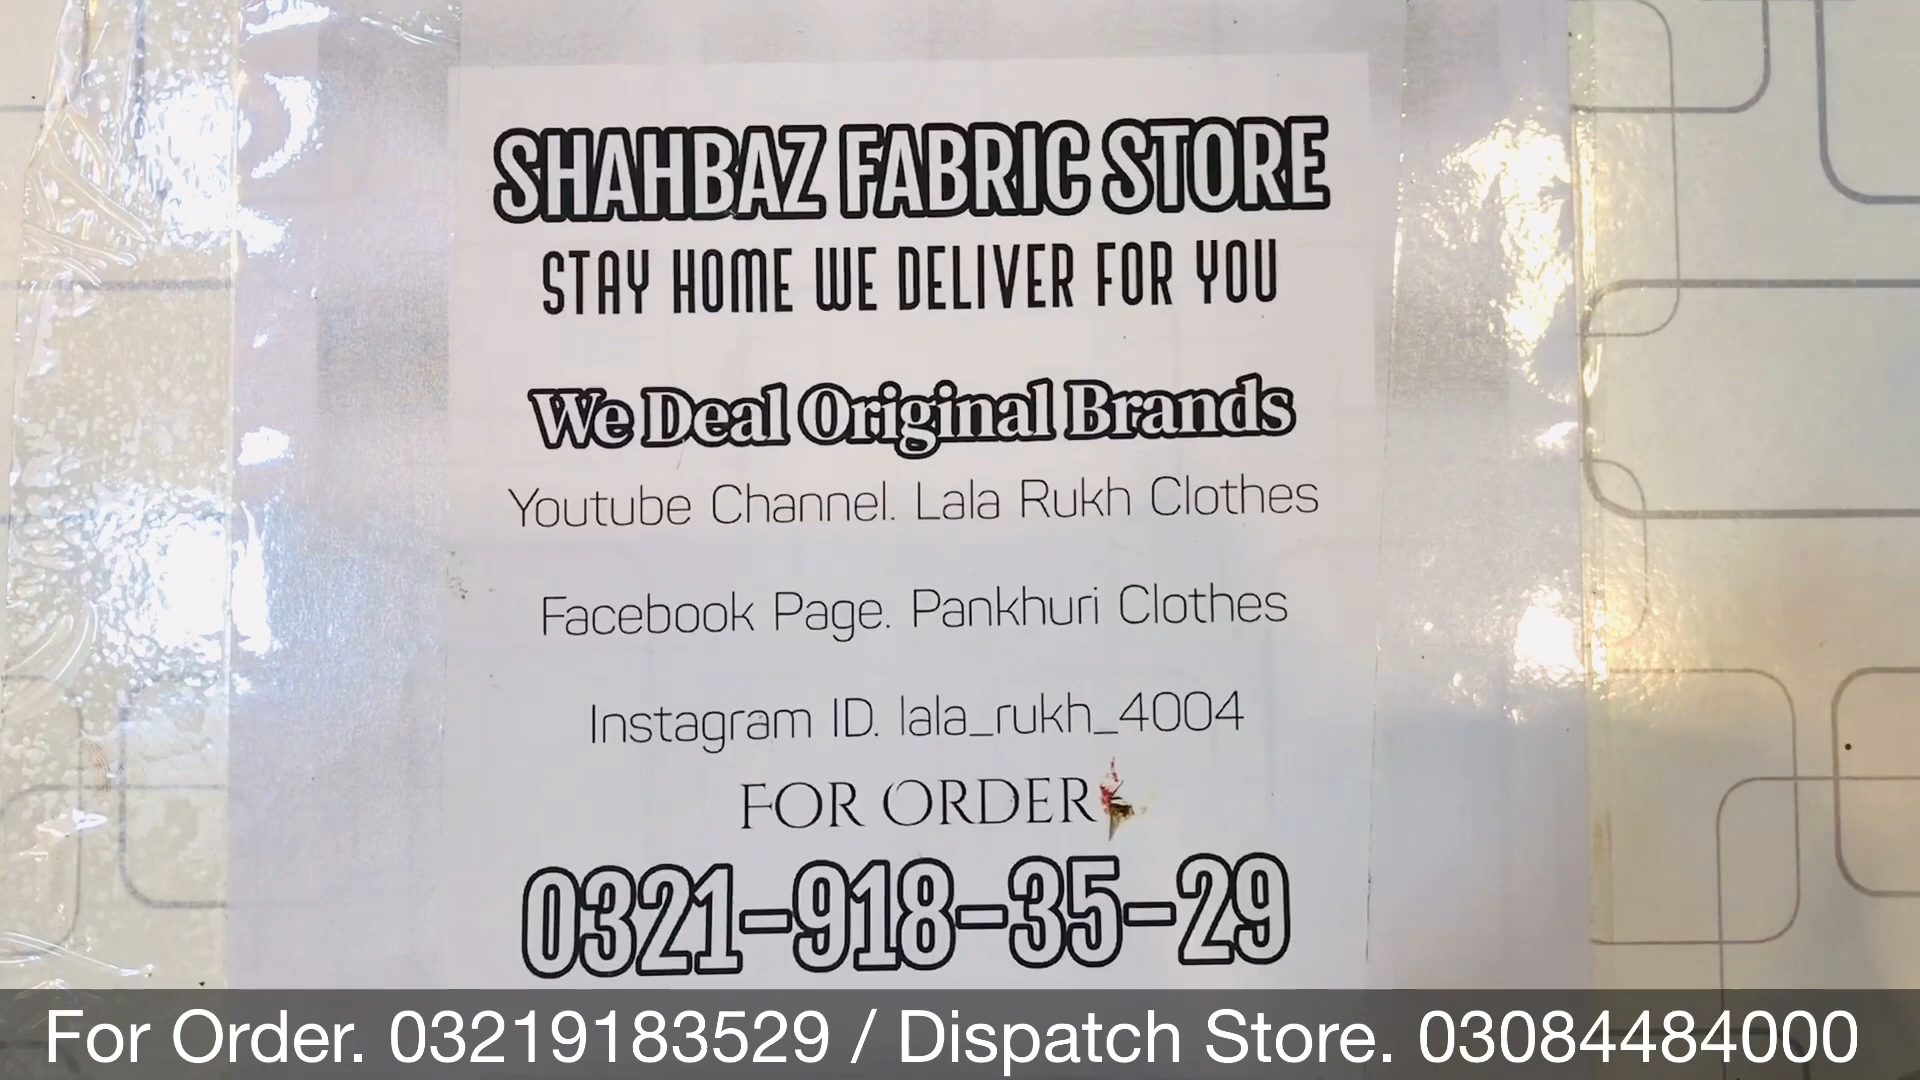 SHAHBAZ FABRIC STORE
STAY HOME WE DELIVER FOR YOU
We Deal Original Brands
Youtube Channel. Lala Rukh Clothes
Facebook Page. Pankhuri Clothes
Instagram ID. lala_rukh_4004
FOR ORDER
0321-918-35-29
For Order. 03219183529 / Dispatch Store. 03084484000